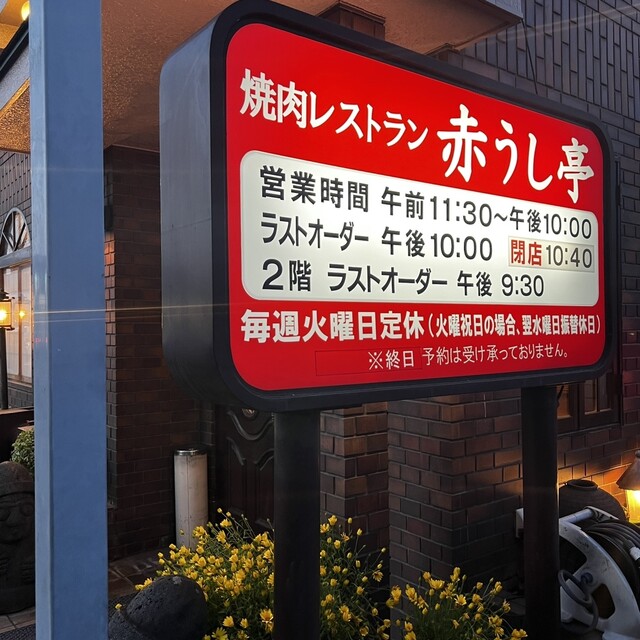 焼肉レストラン 赤うし亭
営業時間 午前11:30〜午後10:00
ラストオーダー 午後10:00 閉店10:40
2階 ラストオーダー 午後 9:30
毎週火曜日定休(火曜祝日の場合、翌水曜日振替休日)
※終日 予約は受け承っておりません。